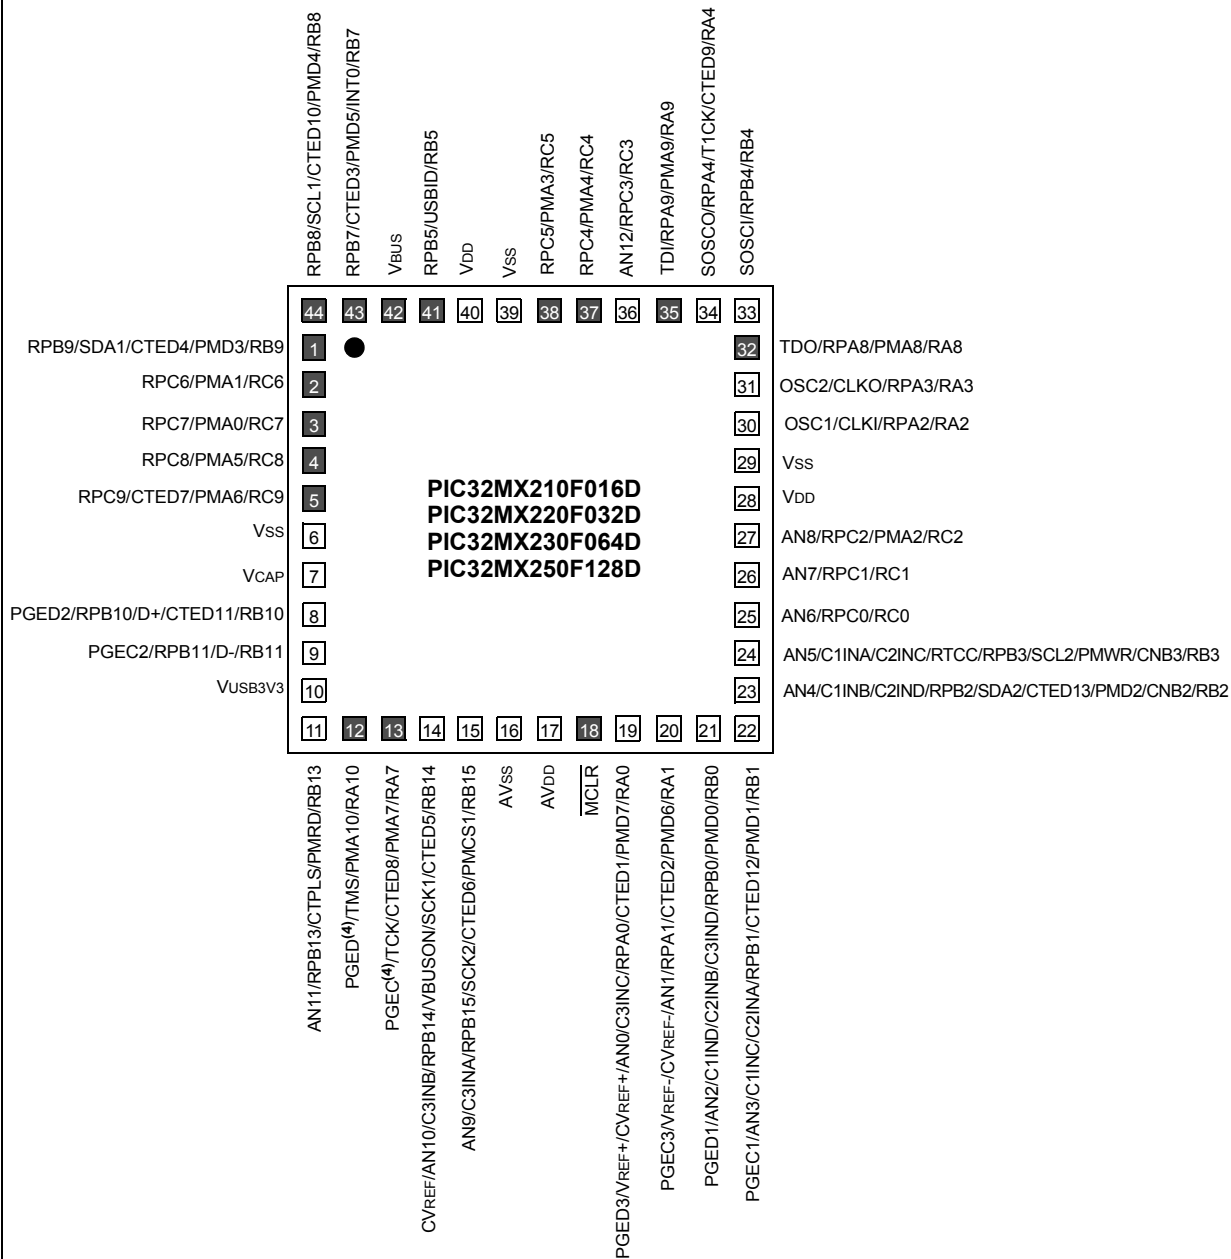 RPB8/SCL1/CTED10/PMD4/RB8
RPB7/CTED3/PMD5/INT0/RB7
VBUS
RPB5/USBID/RB5
VDD
VSS
RPC5/PMA3/RC5
RPC4/PMA4/RC4
AN12/RPC3/RC3
TDI/RPA9/PMA9/RA9
SOSCO/RPA4/T1CK/CTED9/RA4
SOSCI/RPB4/RB4
44 43 42 41 40 39 38 37 36 35 34 33
RPB9/SDA1/CTED4/PMD3/RB9 1
32 TDO/RPA8/PMA8/RA8
RPC6/PMA1/RC6 2
31 OSC2/CLKO/RPA3/RA3
RPC7/PMA0/RC7 3
30 OSC1/CLKI/RPA2/RA2
RPC8/PMA5/RC8 4
29 VSS
RPC9/CTED7/PMA6/RC9 5
28 VDD
VSS 6
27 AN8/RPC2/PMA2/RC2
VCAP 7
26 AN7/RPC1/RC1
PGED2/RPB10/D+/CTED11/RB10 8
25 AN6/RPC0/RC0
PGEC2/RPB11/D-/RB11 9
24 AN5/C1INA/C2INC/RTCC/RPB3/SCL2/PMWR/CNB3/RB3
VUSB3V3 10
23 AN4/C1INB/C2IND/RPB2/SDA2/CTED13/PMD2/CNB2/RB2
PIC32MX210F016D
PIC32MX220F032D
PIC32MX230F064D
PIC32MX250F128D
11 12 13 14 15 16 17 18 19 20 21 22
AN11/RPB13/CTPLS/PMRD/RB13
PGED(4)/TMS/PMA10/RA10
PGEC(4)/TCK/CTED8/PMA7/RA7
CVREF/AN10/C3INB/RPB14/VBUSON/SCK1/CTED5/RB14
AN9/C3INA/RPB15/SCK2/CTED6/PMCS1/RB15
AVSS
AVDD
MCLR
PGED3/VREF+/CVREF+/AN0/C3INC/RPA0/CTED1/PMD7/RA0
PGEC3/VREF-/CVREF-/AN1/RPA1/CTED2/PMD6/RA1
PGED1/AN2/C1IND/C2INB/C3IND/RPB0/PMD0/RB0
PGEC1/AN3/C1INC/C2INA/RPB1/CTED12/PMD1/RB1